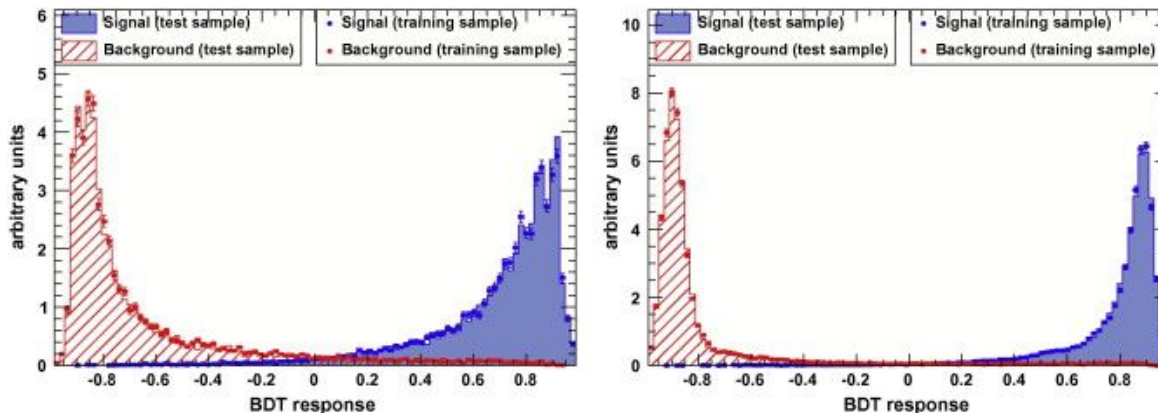 Signal (test sample)
Background (test sample)
Signal (training sample)
Background (training sample)
6
5
4
3
2
1
0
arbitrary units
-0.8 -0.6 -0.4 -0.2 0 0.2 0.4 0.6 0.8
BDT response
Signal (test sample)
Background (test sample)
Signal (training sample)
Background (training sample)
10
8
6
4
2
0
arbitrary units
-0.8 -0.6 -0.4 -0.2 0 0.2 0.4 0.6 0.8
BDT response